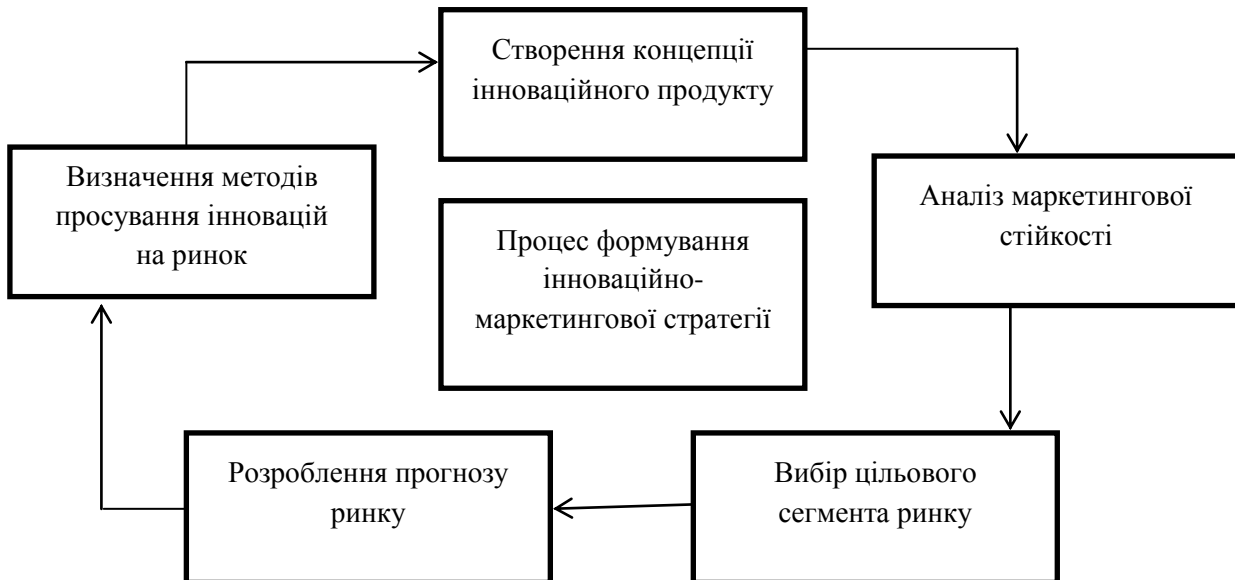 Створення концепції
інноваційного продукту
Визначення методів
просування інновацій
на ринок
Аналіз маркетингової
стійкості
Процес формування
інноваційно-
маркетингової стратегії
Розроблення прогнозу
ринку
Вибір цільового
сегмента ринку